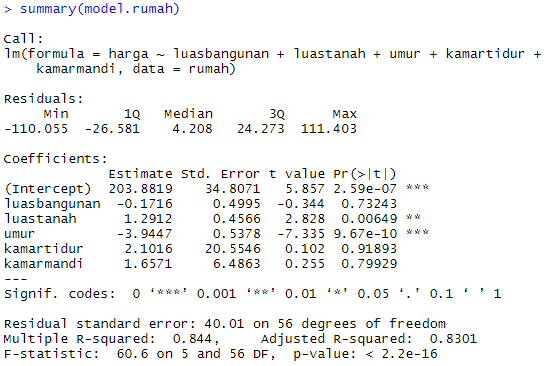 > summary(model.rumah)
Call:
lm(formula = harga ~ luasbangunan + luastanah + umur + kamartidur +
    kamarmandi, data = rumah)
Residuals:
     Min       1Q   Median       3Q      Max
-110.055  -26.581    4.208   24.273  111.403
Coefficients:
             Estimate Std. Error t value Pr(>|t|)
(Intercept)  203.8819    34.8071   5.857 2.59e-07 ***
luasbangunan  -0.1716     0.4995  -0.344  0.73243
luastanah      1.2912     0.4566   2.828  0.00649 **
umur          -3.9447     0.5378  -7.335 9.67e-10 ***
kamartidur     2.1016    20.5546   0.102  0.91893
kamarmandi     1.6571     6.4863   0.255  0.79929
---
Signif. codes:  0 ‘***’ 0.001 ‘**’ 0.01 ‘*’ 0.05 ‘.’ 0.1 ‘ ’ 1
Residual standard error: 40.01 on 56 degrees of freedom
Multiple R-squared:  0.844,	Adjusted R-squared:  0.8301
F-statistic:  60.6 on 5 and 56 DF,  p-value: < 2.2e-16